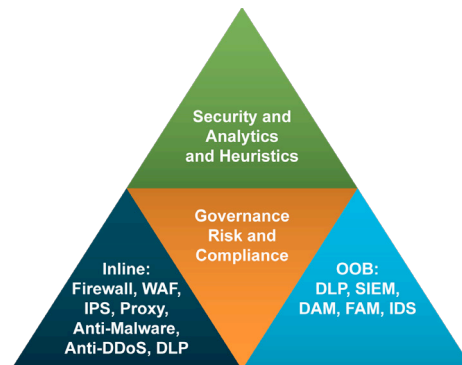 Security and
Analytics
and Heuristics
Governance
Risk and
Compliance
Inline:
Firewall, WAF,
IPS, Proxy,
Anti-Malware,
Anti-DDoS, DLP
OOB:
DLP, SIEM,
DAM, FAM, IDS